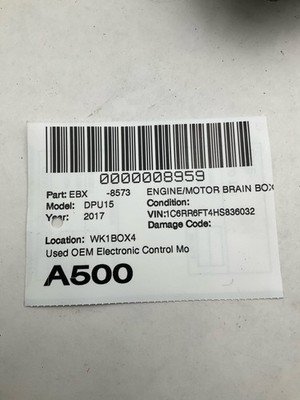 0000008959
Part: EBX -8573 ENGINE/MOTOR BRAIN BOX
Model: DPU15 Condition:
Year: 2017 VIN:1C6RR6FT4HS836032
Damage Code:
Location: WK1BOX4
Used OEM Electronic Control Mo
A500